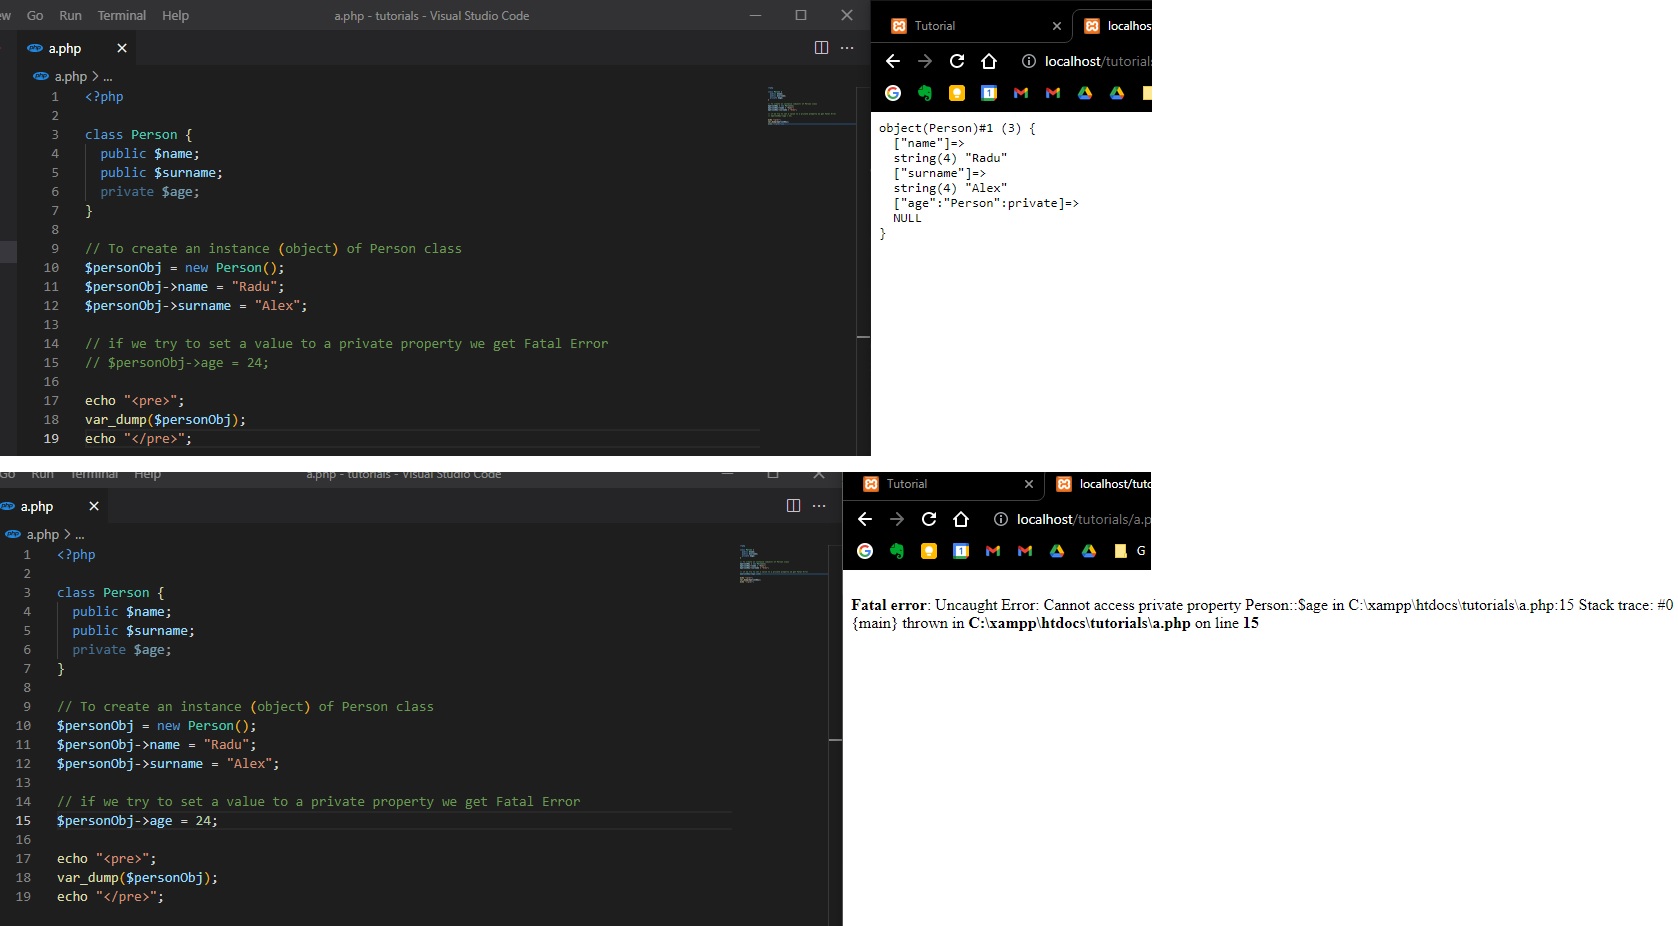 Go Run Terminal Help a.php - tutorials - Visual Studio Code
a.php
a.php > ...
1 <?php
2
3 class Person {
4 public $name;
5 public $surname;
6 private $age;
7 }
8
9 // To create an instance (object) of Person class
10 $personObj = new Person();
11 $personObj->name = "Radu";
12 $personObj->surname = "Alex";
13
14 // if we try to set a value to a private property we get Fatal Error
15 // $personObj->age = 24;
16
17 echo "<pre>";
18 var_dump($personObj);
19 echo "</pre>";
Tutorial localhos
localhost/tutorial
object(Person)#1 (3) {
["name"]=>
string(4) "Radu"
["surname"]=>
string(4) "Alex"
["age":"Person":private]=>
NULL
}
Go Run Terminal Help a.php - tutorials - Visual Studio Code
a.php
a.php > ...
1 <?php
2
3 class Person {
4 public $name;
5 public $surname;
6 private $age;
7 }
8
9 // To create an instance (object) of Person class
10 $personObj = new Person();
11 $personObj->name = "Radu";
12 $personObj->surname = "Alex";
13
14 // if we try to set a value to a private property we get Fatal Error
15 $personObj->age = 24;
16
17 echo "<pre>";
18 var_dump($personObj);
19 echo "</pre>";
Tutorial localhost/tuto
localhost/tutorials/a.p
G
Fatal error: Uncaught Error: Cannot access private property Person::$age in C:\xampp\htdocs\tutorials\a.php:15 Stack trace: #0
{main} thrown in C:\xampp\htdocs\tutorials\a.php on line 15